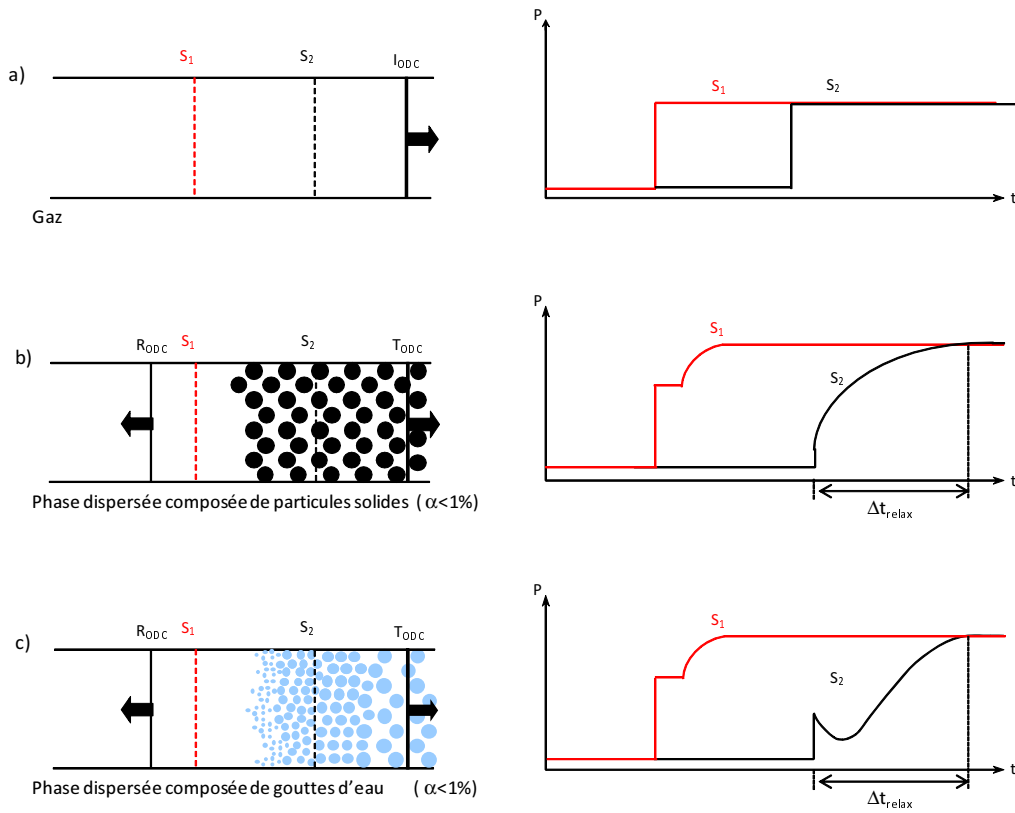 a)
S1
S2
IODC
Gaz
P
S1
S2
t
b)
RODC
S1
S2
TODC
Phase dispersée composée de particules solides ( α<1%)
P
S1
S2
t
Δtrelax
c)
RODC
S1
S2
TODC
Phase dispersée composée de gouttes d'eau ( α<1%)
P
S1
S2
t
Δtrelax